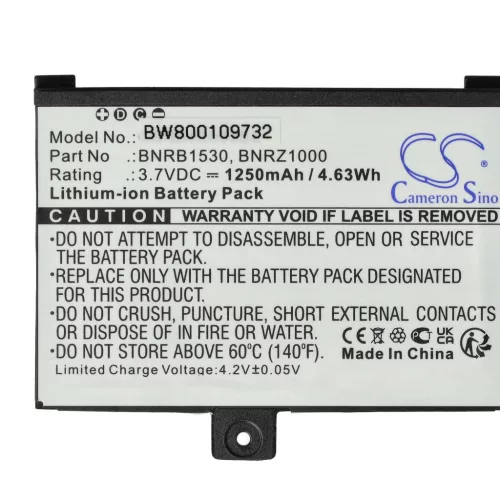 + D C −
Model No.: BW800109732
Part No : BNRB1530, BNRZ1000
Rating : 3.7VDC ⎓ 1250mAh / 4.63Wh
Lithium-ion Battery Pack
CS
Cameron Sino
CAUTION WARRANTY VOID IF LABEL IS REMOVED
•DO NOT ATTEMPT TO DISASSEMBLE, OPEN OR SERVICE
THE BATTERY PACK.
•REPLACE ONLY WITH THE BATTERY PACK DESIGNATED
•DO NOT CRUSH, PUNCTURE, SHORT EXTERNAL CONTACTS
OR DISPOSE OF IN FIRE OR WATER.
•DO NOT STORE ABOVE 60°C (140°F)
Limited Charge Voltage:4.2V±0.05V
CE UK CA
Made In China